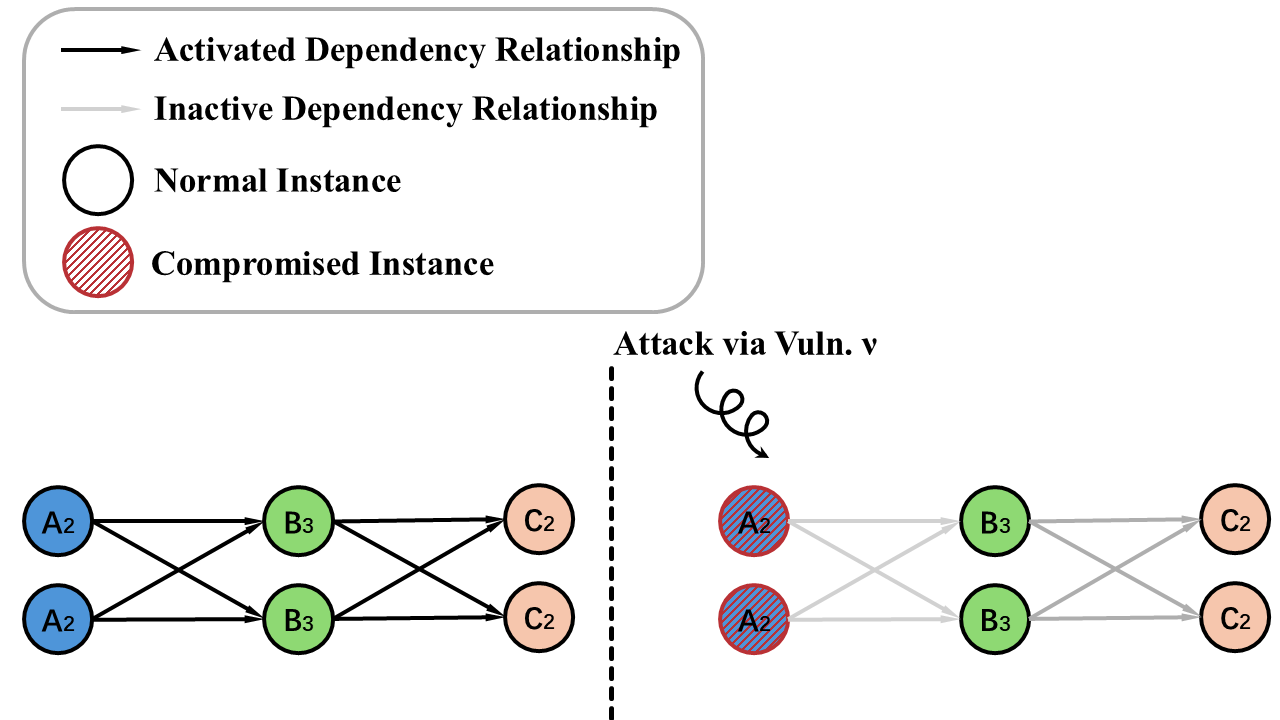 Activated Dependency Relationship
Inactive Dependency Relationship
Normal Instance
Compromised Instance
Attack via Vuln. ν
A2 B3 C2 A2 B3 C2
A2 B3 C2 A2 B3 C2